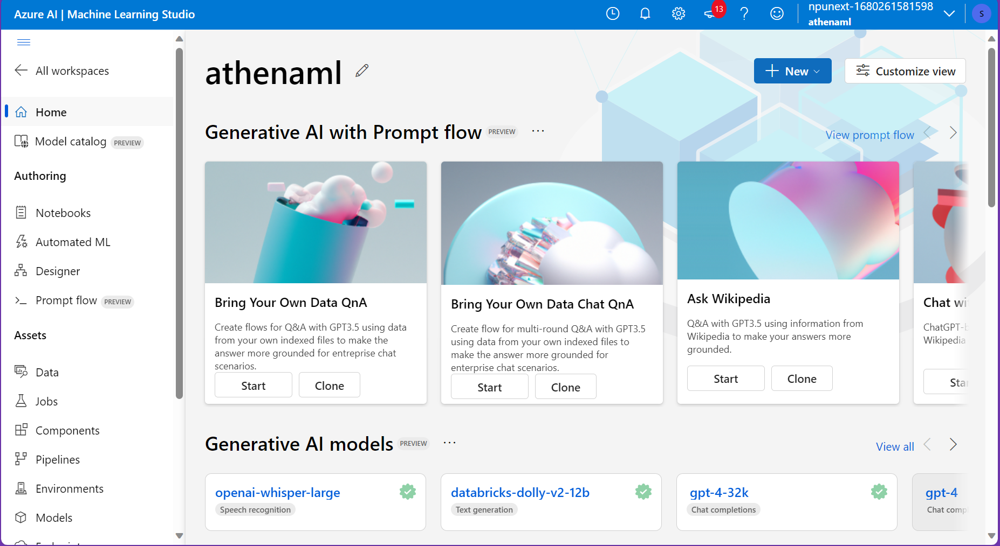 Azure AI | Machine Learning Studio
13
npunext-1680261581598
athenaml
S
All workspaces
Home
Model catalog PREVIEW
Authoring
Notebooks
Automated ML
Designer
Prompt flow PREVIEW
Assets
Data
Jobs
Components
Pipelines
Environments
Models
athenaml
New
Customize view
Generative AI with Prompt flow PREVIEW ...
View prompt flow
Bring Your Own Data QnA
Create flows for Q&A with GPT3.5 using data
from your own indexed files to make the
answer more grounded for entreprise chat
scenarios.
Start Clone
Bring Your Own Data Chat QnA
Create flow for multi-round Q&A with GPT3.5
using data from your own indexed files to
make the answer more grounded for
enterprise chat scenarios.
Start Clone
Ask Wikipedia
Q&A with GPT3.5 using information from
Wikipedia to make your answers more
grounded.
Start Clone
Chat
Wikipedia
Generative AI models PREVIEW ...
View all
openai-whisper-large
Speech recognition
databricks-dolly-v2-12b
Text generation
gpt-4-32k
Chat completions
gpt-4
Chat